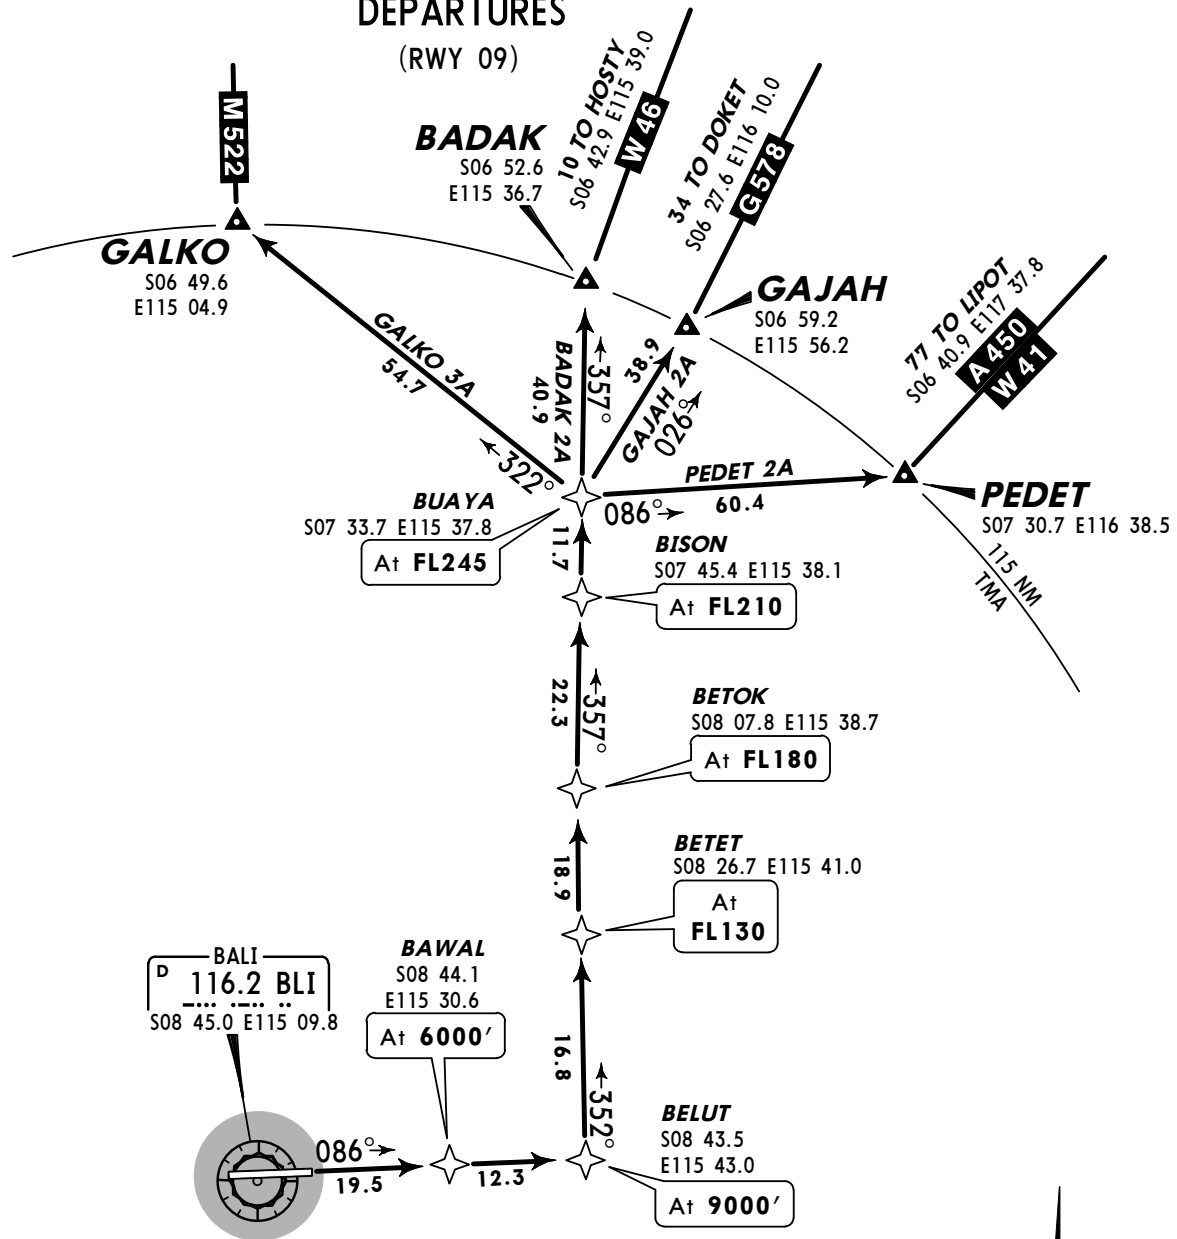 DEPARTURES
(RWY 09)
M 522
10 TO HOSTY
S06 42.9 E115 39.0
W 46
34 TO DOKET
S06 27.6 E116 10.0
G 578
77 TO LIPOT
S06 40.9 E117 37.8
A 450
W 41
BADAK
S06 52.6
E115 36.7
GALKO
S06 49.6
E115 04.9
GAJAH
S06 59.2
E115 56.2
GALKO 3A
54.7
BADAK 2A
40.9
357°
38.9
GAJAH 2A
026°
322°
PEDET 2A
60.4
086°
PEDET
S07 30.7 E116 38.5
115 NM
TMA
BUAYA
S07 33.7 E115 37.8
At FL245
11.7
BISON
S07 45.4 E115 38.1
At FL210
22.3
357°
BETOK
S08 07.8 E115 38.7
At FL180
18.9
BETET
S08 26.7 E115 41.0
At
FL130
BALI
D 116.2 BLI
S08 45.0 E115 09.8
BAWAL
S08 44.1
E115 30.6
At 6000′
16.8
352°
BELUT
S08 43.5
E115 43.0
At 9000′
086°
19.5
12.3